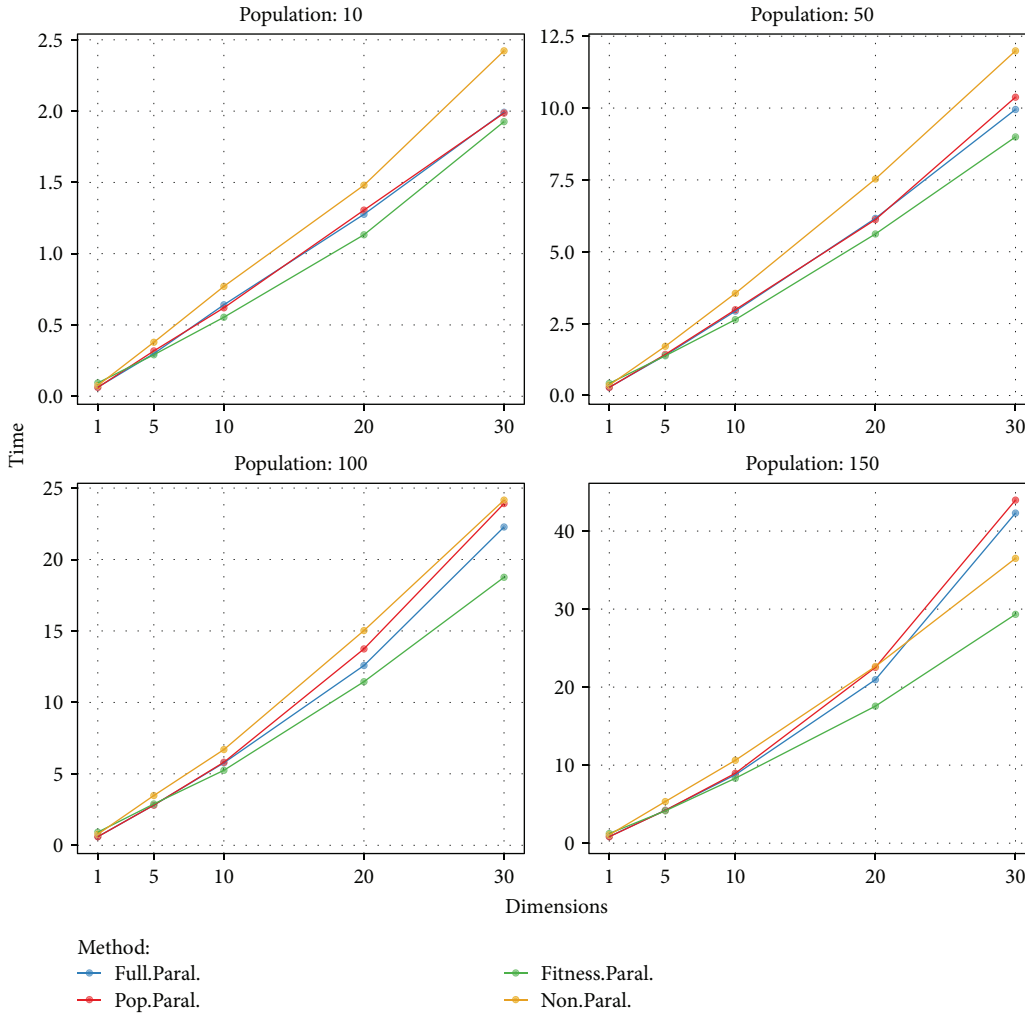 Population: 10
Population: 50
2.5
2.0
1.5
1.0
0.5
0.0
1 5 10 20 30
12.5
10.0
7.5
5.0
2.5
0.0
1 5 10 20 30
Time
Population: 100
Population: 150
25
20
15
10
5
0
1 5 10 20 30
40
30
20
10
0
1 5 10 20 30
Dimensions
Method:
Full.Paral.
Fitness.Paral.
Pop.Paral.
Non.Paral.